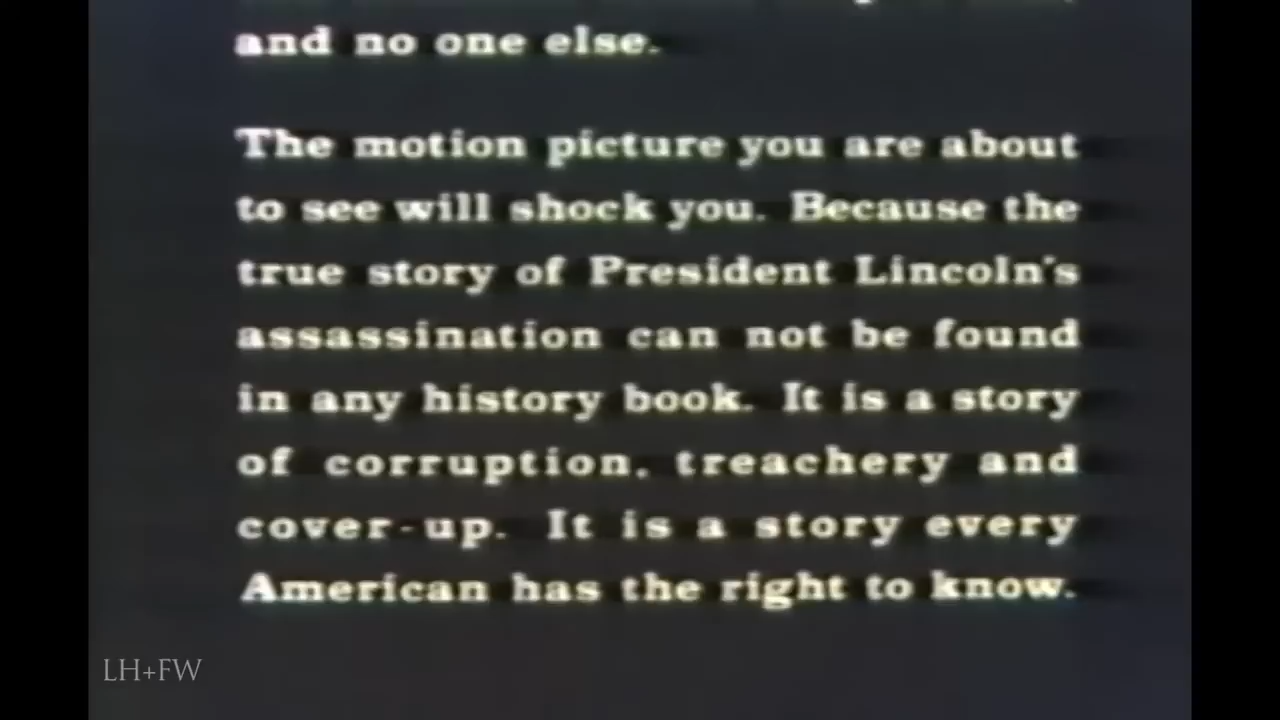 and no one else.
The motion picture you are about
to see will shock you. Because the
true story of President Lincoln's
assassination can not be found
in any history book. It is a story
of corruption, treachery and
cover-up. It is a story every
American has the right to know.
LH+FW